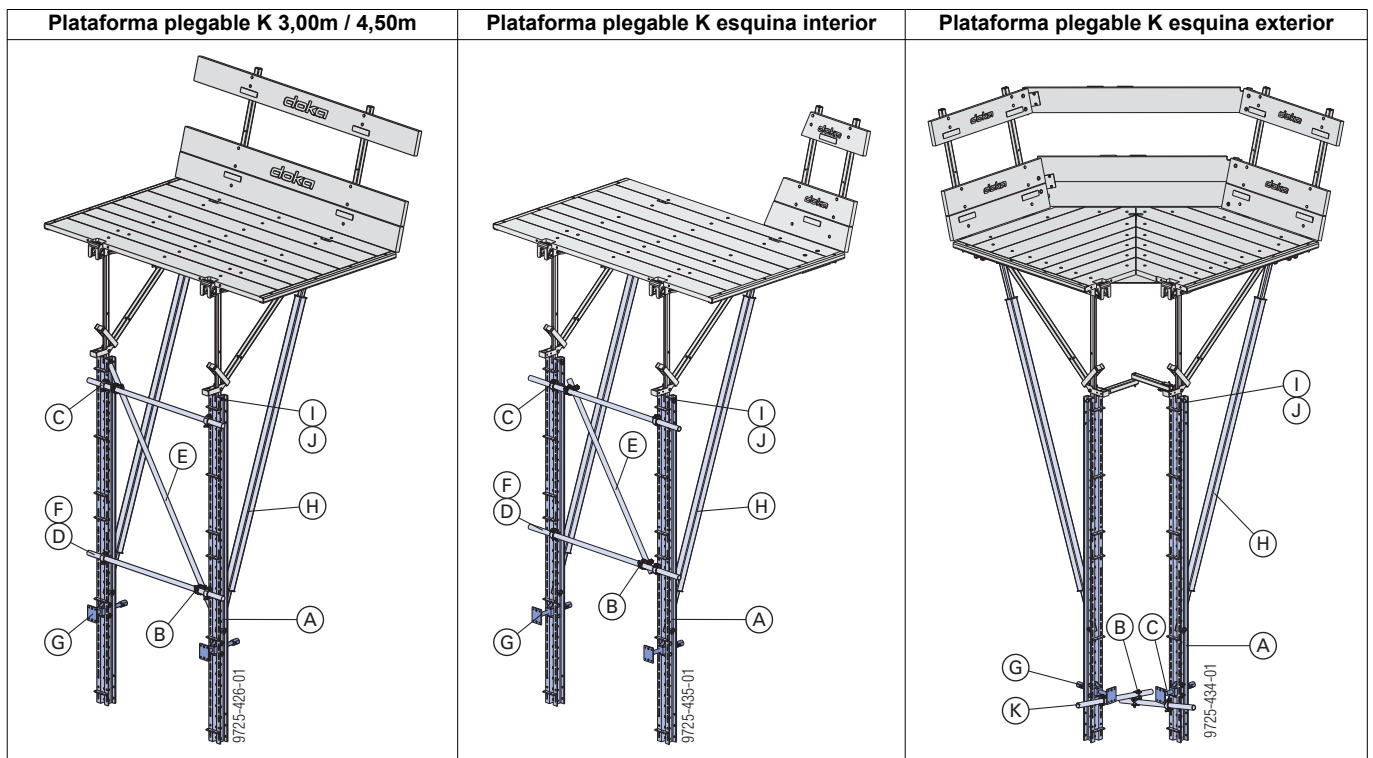 Plataforma plegable K 3,00m / 4,50m
Plataforma plegable K esquina interior
Plataforma plegable K esquina exterior
doka
doka
C
E
I
J
F
D
H
G
B
A
9725-426-01
doka
doka
C
E
I
J
F
D
H
G
B
A
9725-435-01
doka
doka
doka
doka
I
J
H
B
C
A
G
K
9725-434-01